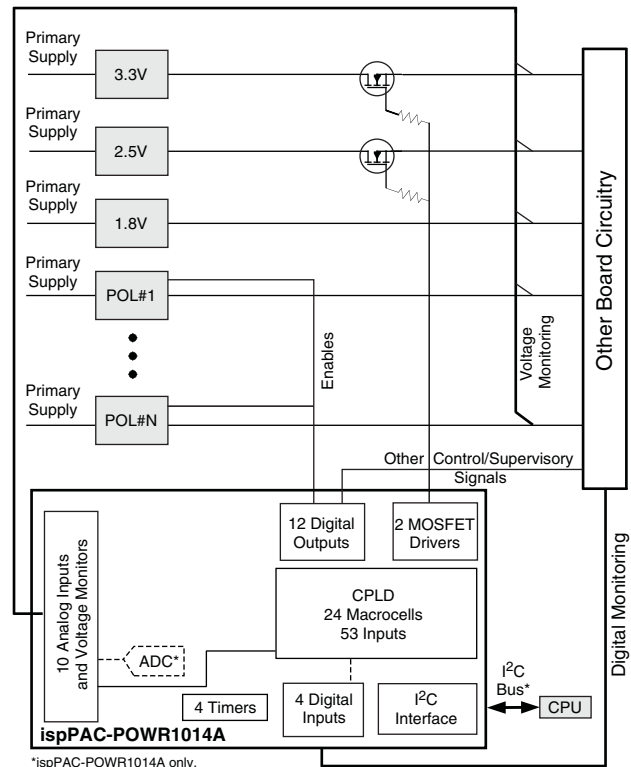 Primary
Supply
3.3V
Primary
Supply
2.5V
Primary
Supply
1.8V
Primary
Supply
POL#1
Primary
Supply
POL#N
Enables
Voltage
Monitoring
Other Board Circuitry
Other Control/Supervisory
Signals
12 Digital
Outputs
2 MOSFET
Drivers
10 Analog Inputs
and Voltage Monitors
CPLD
24 Macrocells
53 Inputs
ADC*
4 Timers
4 Digital
Inputs
I2C
Interface
I2C
Bus*
CPU
Digital Monitoring
ispPAC-POWR1014A
*ispPAC-POWR1014A only.